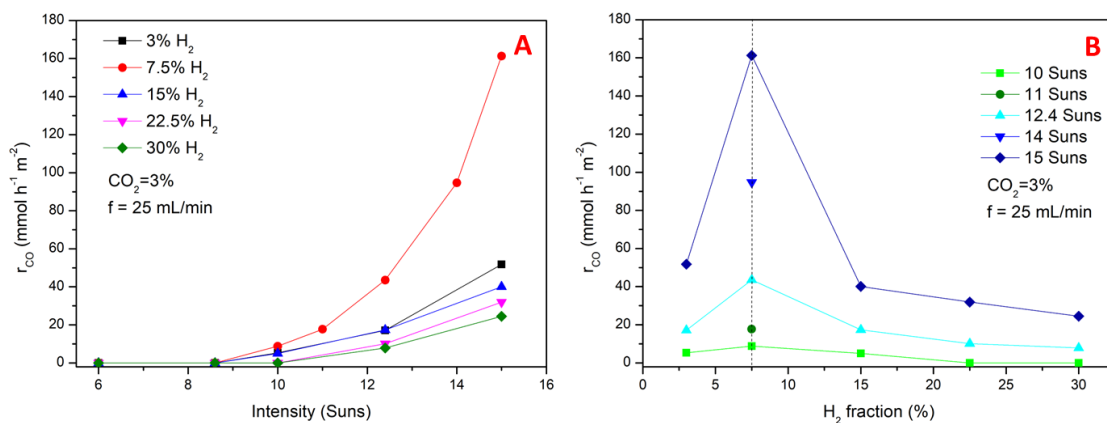 A
180
160
140
120
100
80
60
40
20
0
r_CO (mmol h⁻¹ m⁻²)
3% H₂
7.5% H₂
15% H₂
22.5% H₂
30% H₂
CO₂=3%
f = 25 mL/min
6 8 10 12 14 16
Intensity (Suns)
B
180
160
140
120
100
80
60
40
20
0
r_CO (mmol h⁻¹ m⁻²)
10 Suns
11 Suns
12.4 Suns
14 Suns
15 Suns
CO₂=3%
f = 25 mL/min
0 5 10 15 20 25 30
H₂ fraction (%)